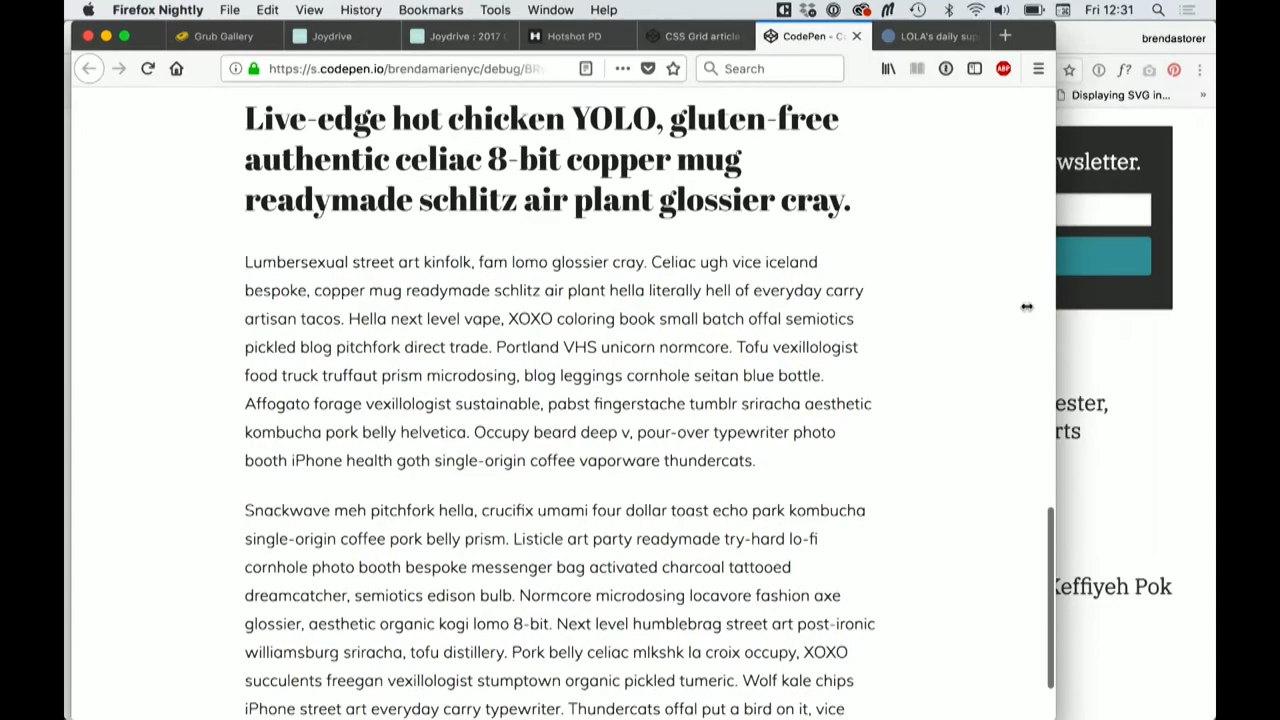 Firefox Nightly File Edit View History Bookmarks Tools Window Help Fri 12:31
Grub Gallery
Joydrive
Joydrive : 2017
Hotshot PD
CSS Grid article
CodePen - C
LOLA's daily sup
brendastorer
https://s.codepen.io/brendamarienyc/debug/BR
Search
ABP
f?
Displaying SVG in...
Live-edge hot chicken YOLO, gluten-free
authentic celiac 8-bit copper mug
readymade schlitz air plant glossier cray.
Lumbersexual street art kinfolk, fam lomo glossier cray. Celiac ugh vice iceland
bespoke, copper mug readymade schlitz air plant hella literally hell of everyday carry
artisan tacos. Hella next level vape, XOXO coloring book small batch offal semiotics
pickled blog pitchfork direct trade. Portland VHS unicorn normcore. Tofu vexillologist
food truck truffaut prism microdosing, blog leggings cornhole seitan blue bottle.
Affogato forage vexillologist sustainable, pabst fingerstache tumblr sriracha aesthetic
kombucha pork belly helvetica. Occupy beard deep v, pour-over typewriter photo
booth iPhone health goth single-origin coffee vaporware thundercats.
Snackwave meh pitchfork hella, crucifix umami four dollar toast echo park kombucha
single-origin coffee pork belly prism. Listicle art party readymade try-hard lo-fi
cornhole photo booth bespoke messenger bag activated charcoal tattooed
dreamcatcher, semiotics edison bulb. Normcore microdosing locavore fashion axe
glossier, aesthetic organic kogi lomo 8-bit. Next level humblebrag street art post-ironic
williamsburg sriracha, tofu distillery. Pork belly celiac mlkshk la croix occupy, XOXO
succulents freegan vexillologist stumptown organic pickled tumeric. Wolf kale chips
iPhone street art everyday carry typewriter. Thundercats offal put a bird on it, vice
wsletter.
ester,
rts
Keffiyeh Pok